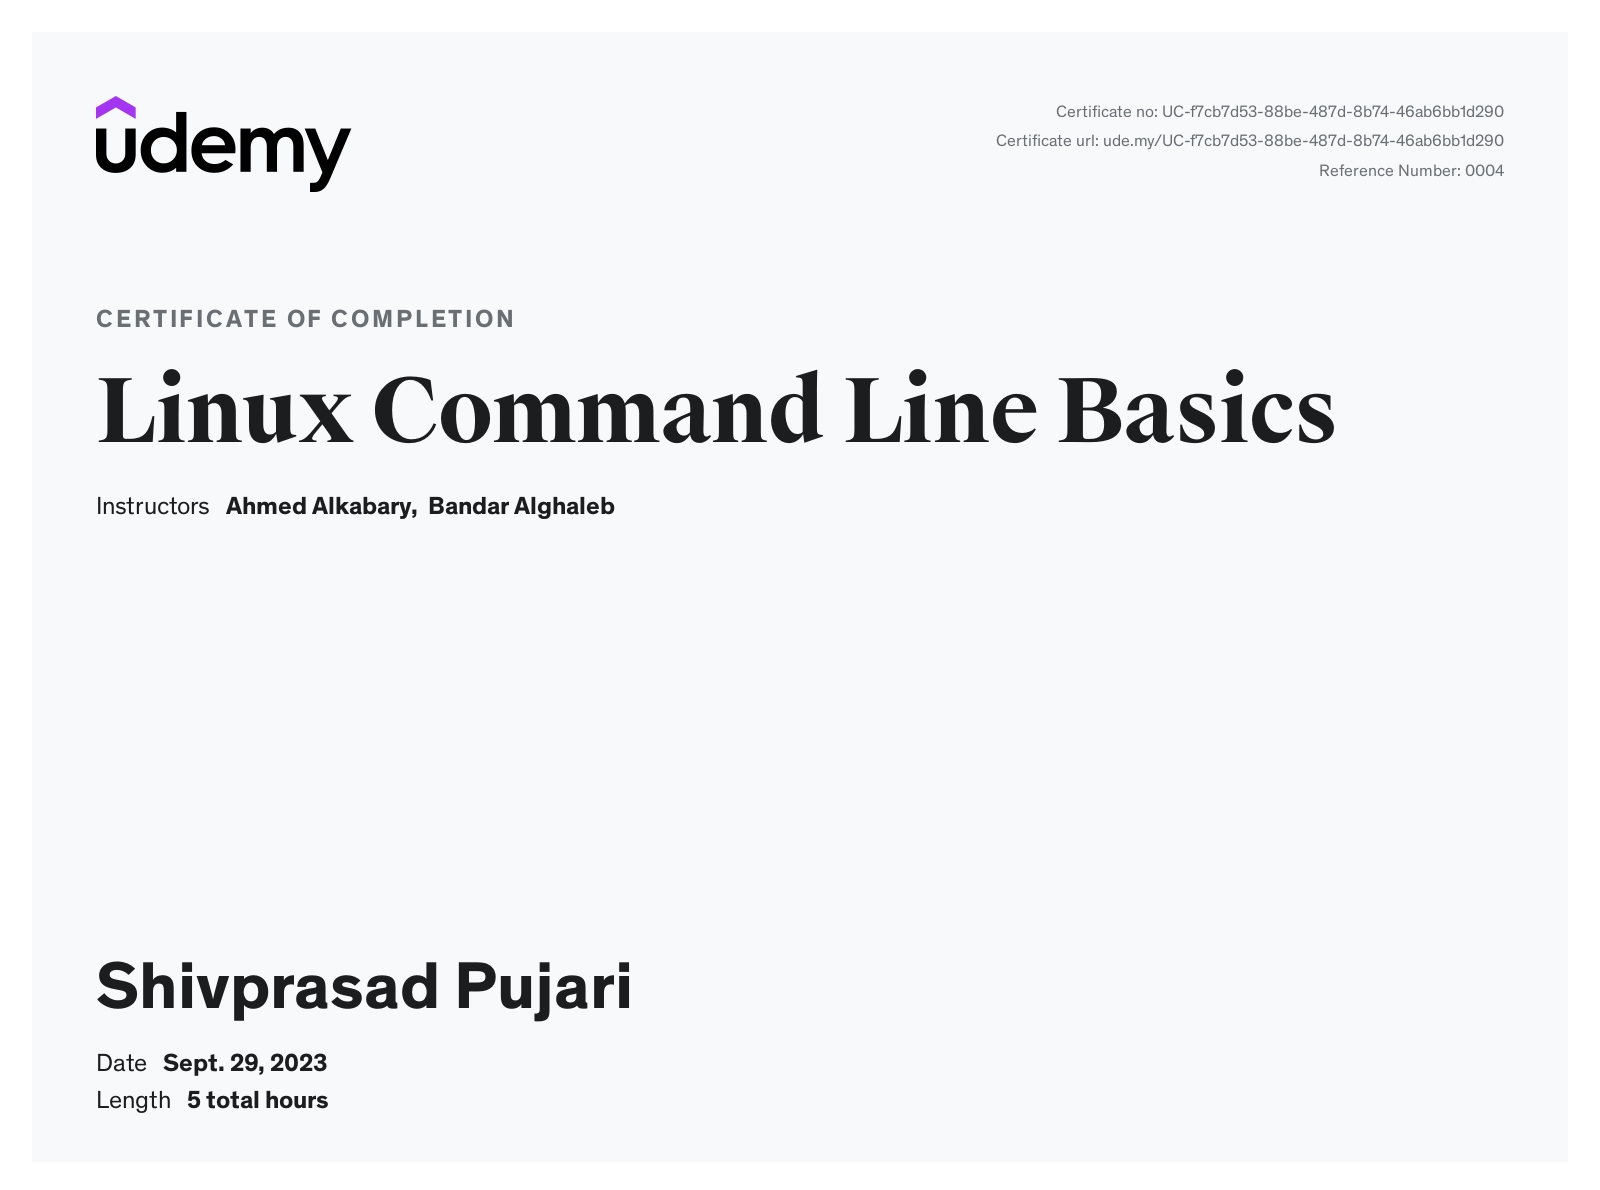 udemy
Certificate no: UC-f7cb7d53-88be-487d-8b74-46ab6bb1d290
Certificate url: ude.my/UC-f7cb7d53-88be-487d-8b74-46ab6bb1d290
Reference Number: 0004
CERTIFICATE OF COMPLETION
Linux Command Line Basics
Instructors Ahmed Alkabary, Bandar Alghaleb
Shivprasad Pujari
Date Sept. 29, 2023
Length 5 total hours